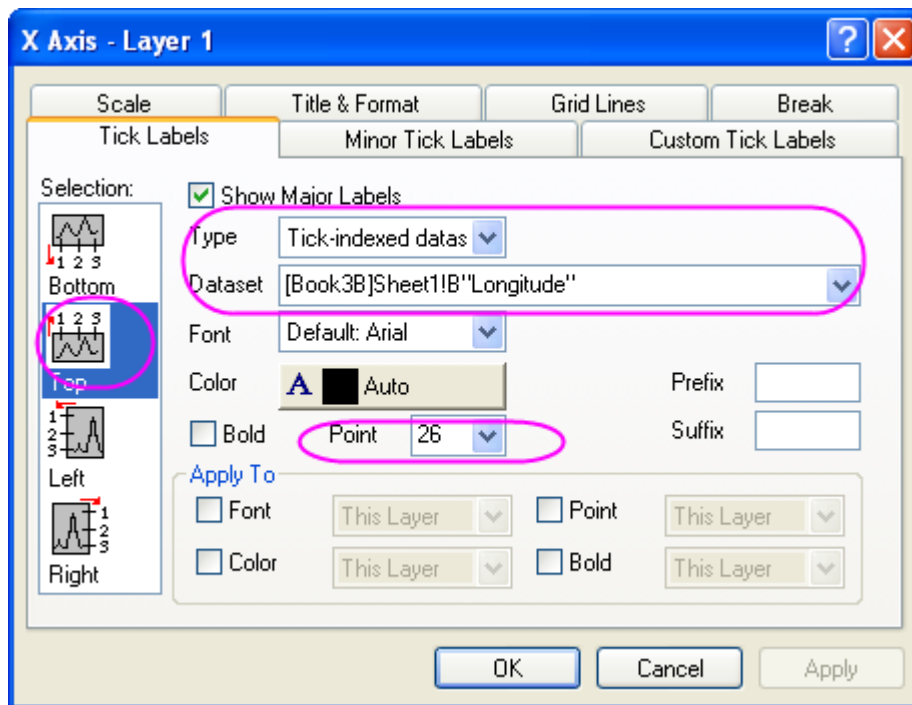 X Axis - Layer 1
Scale Title & Format Grid Lines Break
Tick Labels Minor Tick Labels Custom Tick Labels
Selection:
1 2 3
Bottom
1 2 3
Top
1
2
3
Left
1
2
3
Right
Show Major Labels
Type Tick-indexed datas
Dataset [Book3B]Sheet1!B"Longitude"
Font Default: Arial
Color A Auto Prefix
Bold Point 26 Suffix
Apply To
Font This Layer Point This Layer
Color This Layer Bold This Layer
OK Cancel Apply